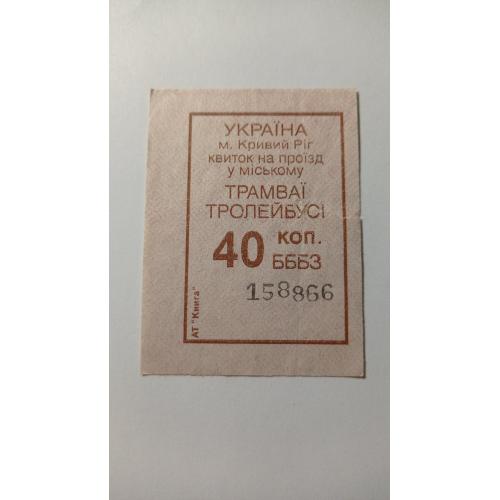 УКРАЇНА
м. Кривий Ріг
квиток на проїзд
у міському
ТРАМВАЇ
ТРОЛЕЙБУСІ
40 коп.
БББЗ
158866
АТ "Книга"